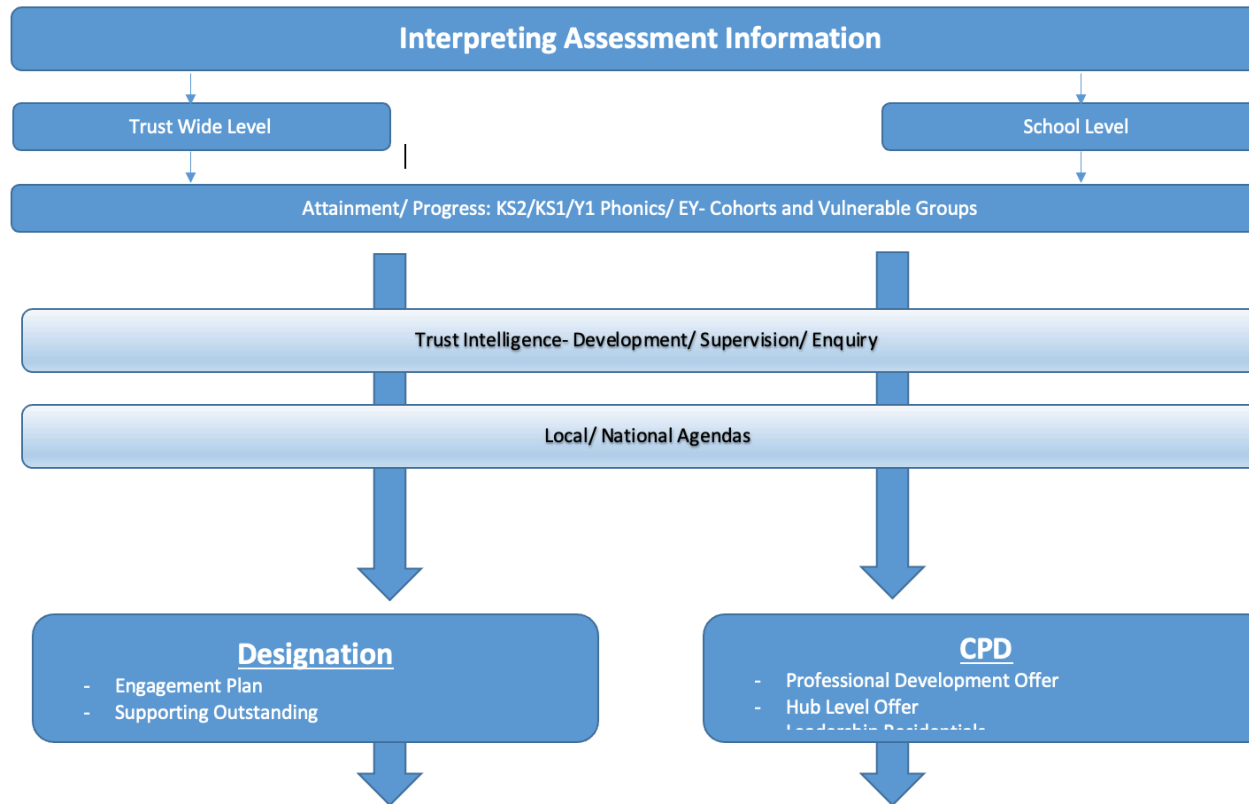 Interpreting Assessment Information
Trust Wide Level
School Level
Attainment/ Progress: KS2/KS1/Y1 Phonics/ EY- Cohorts and Vulnerable Groups
Trust Intelligence- Development/ Supervision/ Enquiry
Local/ National Agendas
Designation
- Engagement Plan
- Supporting Outstanding
CPD
- Professional Development Offer
- Hub Level Offer
- Leadership Residentials